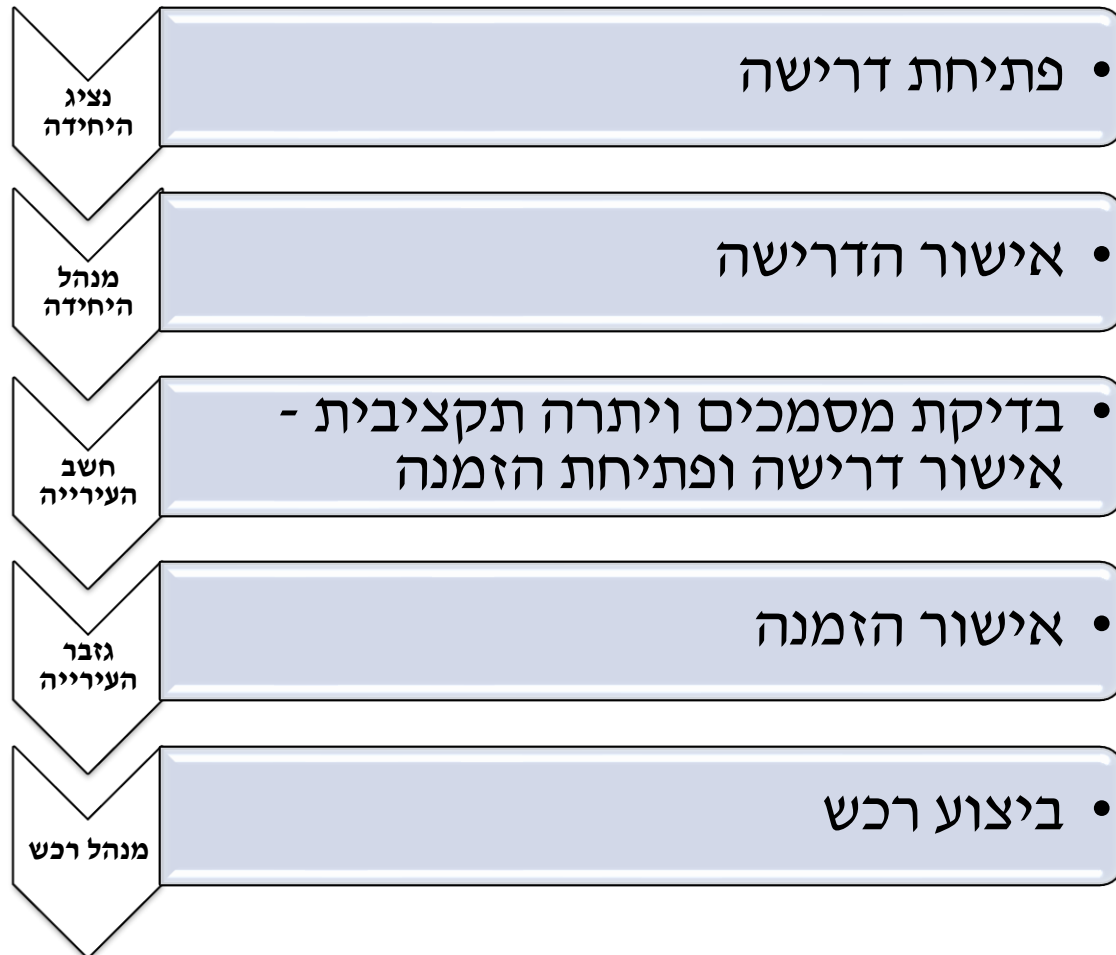 נציג
היחידה
• פתיחת דרישה
מנהל
היחידה
• אישור הדרישה
חשב
העירייה
• בדיקת מסמכים ויתרה תקציבית -
אישור דרישה ופתיחת הזמנה
גזבר
העירייה
• אישור הזמנה
מנהל רכש
• ביצוע רכש